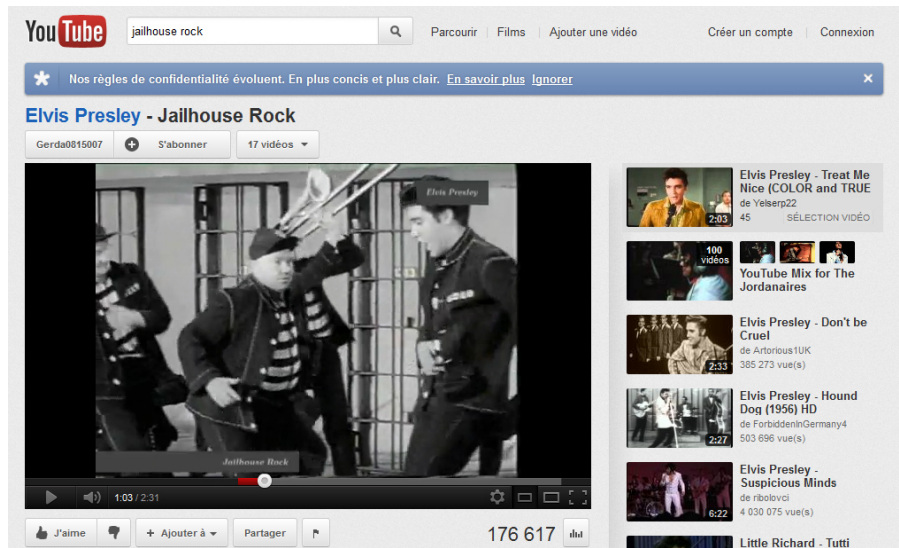 YouTube
jailhouse rock
Parcourir Films Ajouter une vidéo Créer un compte Connexion
Nos règles de confidentialité évoluent. En plus concis et plus clair. En savoir plus Ignorer
Elvis Presley - Jailhouse Rock
Gerda0815007 S'abonner 17 vidéos
Elvis Presley
Jailhouse Rock
1:03 / 2:31
J'aime Ajouter à Partager 176 617
Elvis Presley - Treat Me
Nice (COLOR and TRUE
de Yelserp22
45 SÉLECTION VIDÉO
2:03
100
vidéos
YouTube Mix for The
Jordanaires
Elvis Presley - Don't be
Cruel
de Artorious1UK
385 273 vue(s)
2:33
Elvis Presley - Hound
Dog (1956) HD
de ForbiddenInGermany4
503 696 vue(s)
2:27
Elvis Presley -
Suspicious Minds
de ribolovci
4 030 075 vue(s)
6:22
Little Richard - Tutti